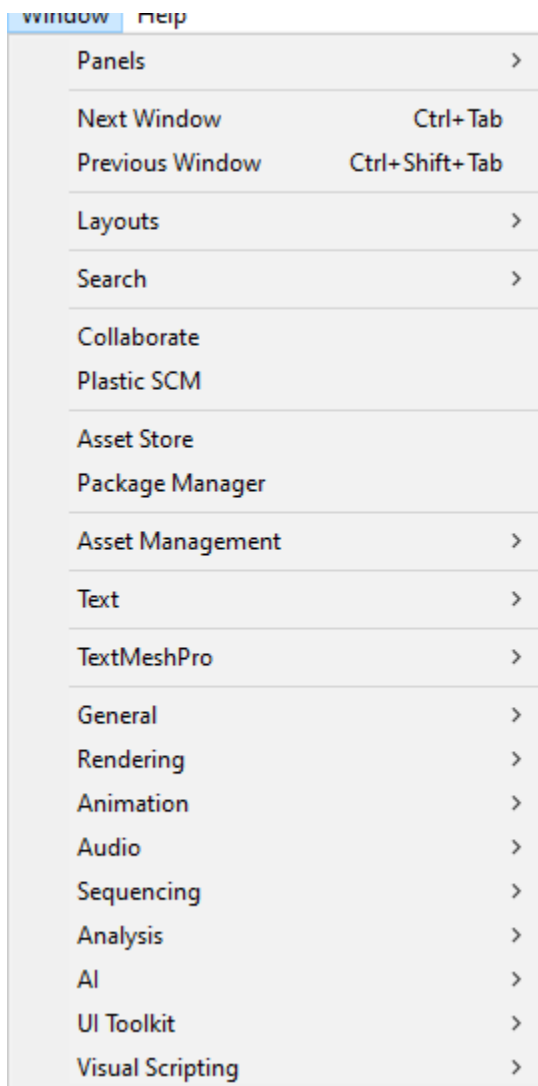 Window Help
Panels
Next Window Ctrl+Tab
Previous Window Ctrl+Shift+Tab
Layouts
Search
Collaborate
Plastic SCM
Asset Store
Package Manager
Asset Management
Text
TextMeshPro
General
Rendering
Animation
Audio
Sequencing
Analysis
AI
UI Toolkit
Visual Scripting